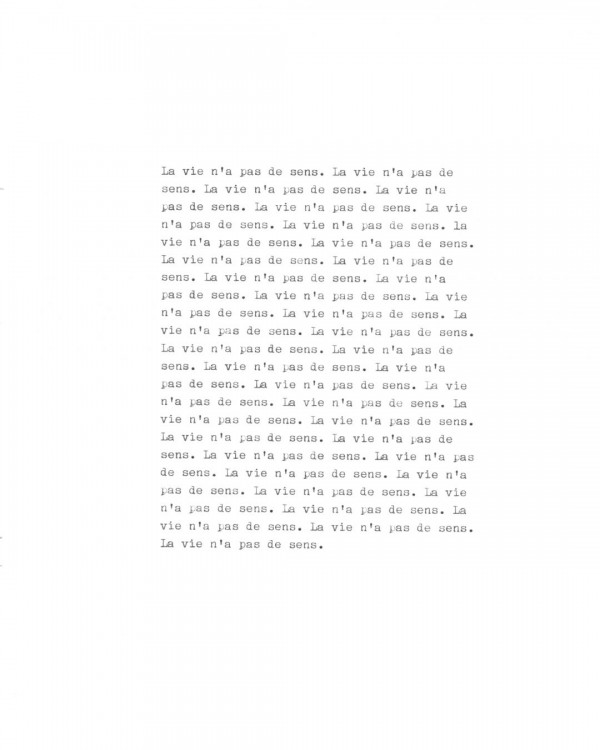 La vie n'a pas de sens. La vie n'a pas de
sens. La vie n'a pas de sens. La vie n'a
pas de sens. La vie n'a pas de sens. La vie
n'a pas de sens. La vie n'a pas de sens. la
vie n'a pas de sens. La vie n'a pas de sens.
La vie n'a pas de sens. La vie n'a pas de
sens. La vie n'a pas de sens. La vie n'a
pas de sens. La vie n'a pas de sens. La vie
n'a pas de sens. La vie n'a pas de sens. La
vie n'a pas de sens. La vie n'a pas de sens.
La vie n'a pas de sens. La vie n'a pas de
sens. La vie n'a pas de sens. La vie n'a
pas de sens. La vie n'a pas de sens. La vie
n'a pas de sens. La vie n'a pas de sens. La
vie n'a pas de sens. La vie n'a pas de sens.
La vie n'a pas de sens. La vie n'a pas de
sens. La vie n'a pas de sens. La vie n'a pas
de sens. La vie n'a pas de sens. La vie n'a
pas de sens. La vie n'a pas de sens. La vie
n'a pas de sens. La vie n'a pas de sens. La
vie n'a pas de sens. La vie n'a pas de sens.
La vie n'a pas de sens.